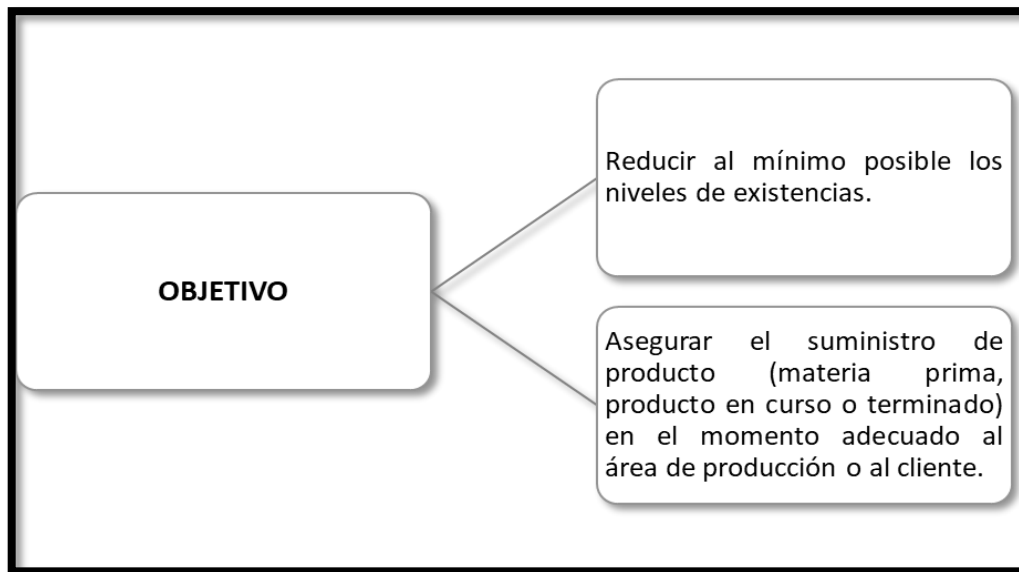 OBJETIVO
Reducir al mínimo posible los
niveles de existencias.
Asegurar el suministro de
producto (materia prima,
producto en curso o terminado)
en el momento adecuado al
área de producción o al cliente.